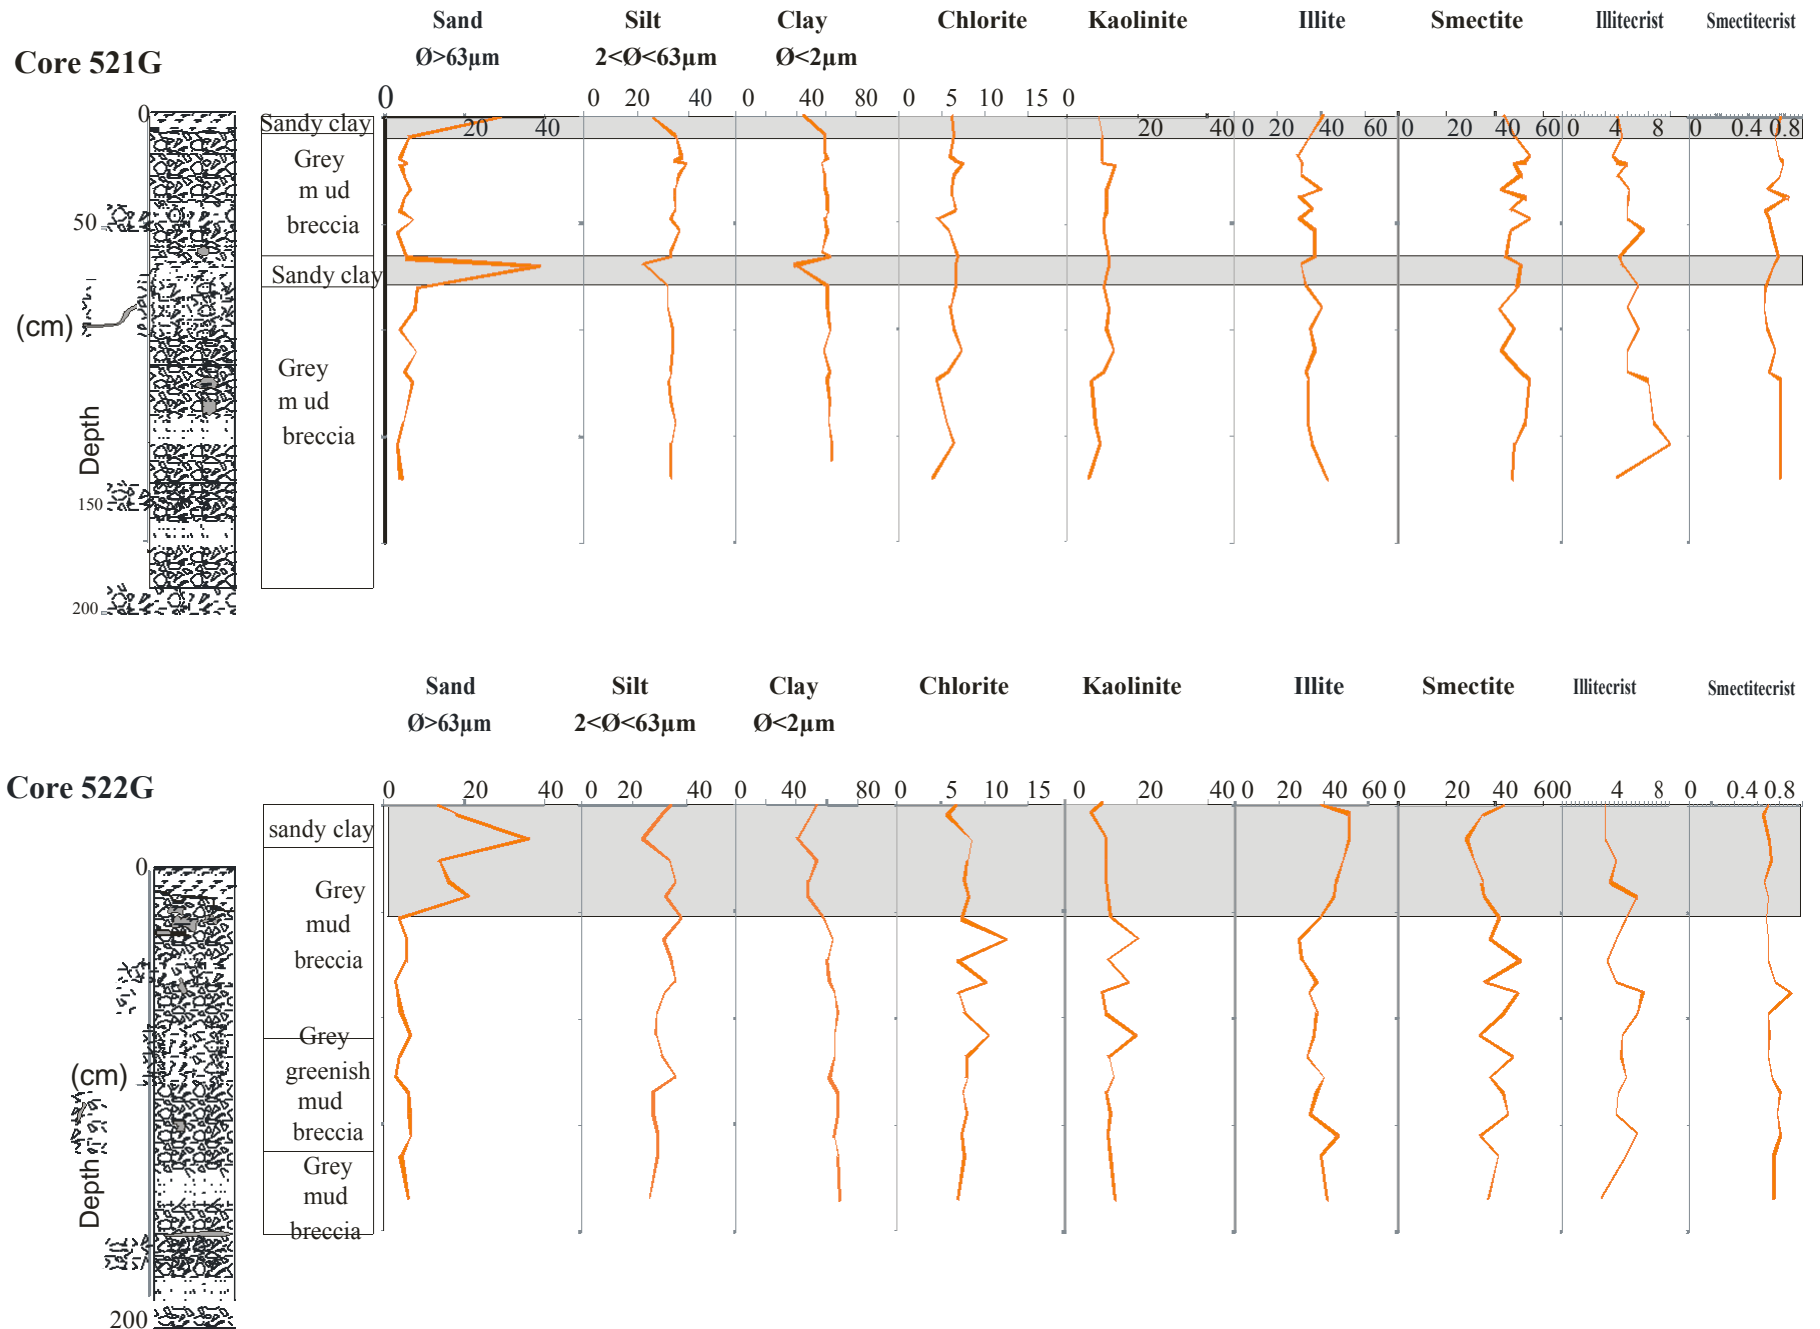 Sand Silt Clay Chlorite Kaolinite Illite Smectite Illitecrist Smectitecrist
Ø>63µm 2<Ø<63µm Ø<2µm
Core 521G
0 0 20 40 0 40 80 0 5 10 15 0
0
20 40 20 40 0 20 40 60 0 20 40 60 0 4 8 0 0.4 0.8
Sandy clay
Grey
m ud
breccia
50
Sandy clay
(cm)
Grey
m ud
breccia
Depth
150
200
Sand Silt Clay Chlorite Kaolinite Illite Smectite Illitecrist Smectitecrist
Ø>63µm 2<Ø<63µm Ø<2µm
Core 522G
0 20 40 0 20 40 0 40 80 0 5 10 15 0 20 40 0 20 40 60 0 20 40 60 0 4 8 0 0.4 0.8
sandy clay
0
Grey
mud
breccia
Grey
greenish
mud
breccia
(cm)
Depth
Grey
mud
breccia
200